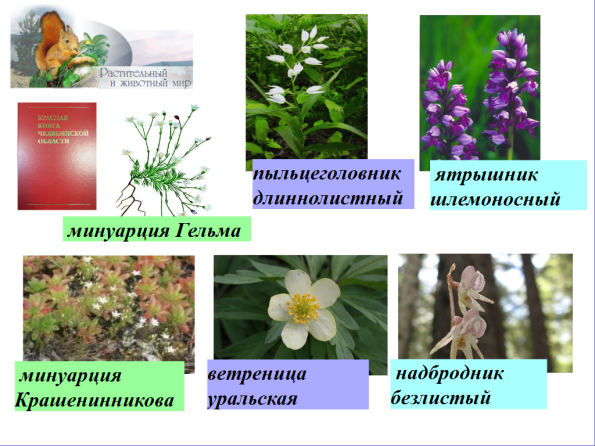 Растительный
и животный мир
КРАСНАЯ
КНИГА
ЧЕЛЯБИНСКОЙ
ОБЛАСТИ
пыльцеголовник
длиннолистный
ятрышник
шлемоносный
минуарция Гельма
минуарция
Крашенинникова
ветреница
уральская
надбродник
безлистый